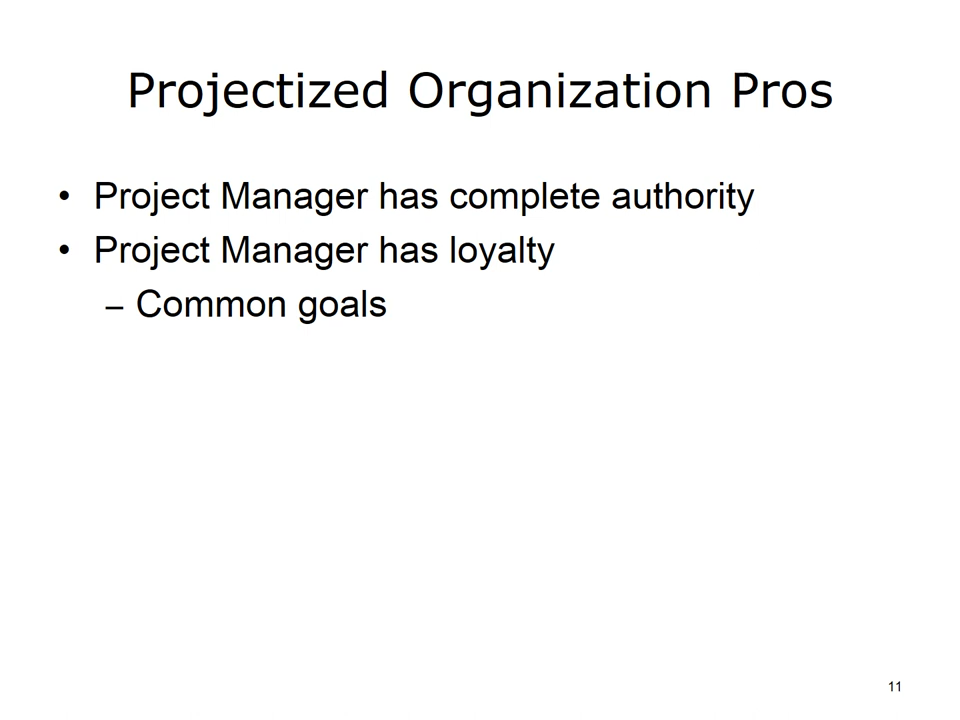 Projectized Organization Pros
• Project Manager has complete authority
• Project Manager has loyalty
– Common goals
11